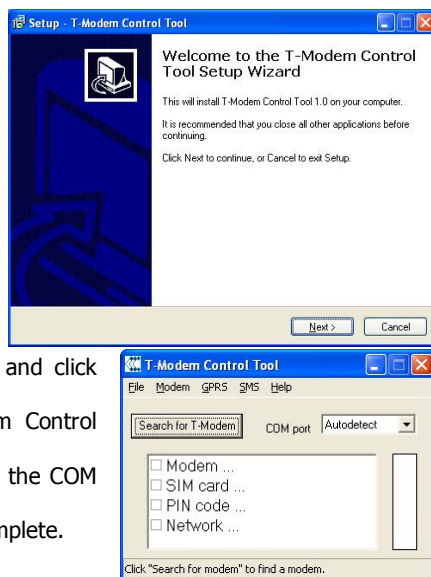 Setup - T-Modem Control Tool
Welcome to the T-Modem Control
Tool Setup Wizard
This will install T-Modem Control Tool 1.0 on your computer.
It is recommended that you close all other applications before
continuing.
Click Next to continue, or Cancel to exit Setup.
Next >
Cancel
and click
m Control
the COM
mplete.
T-Modem Control Tool
File Modem GPRS SMS Help
Search for T-Modem COM port Autodetect
Modem ...
SIM card ...
PIN code ...
Network ...
Click "Search for modem" to find a modem.